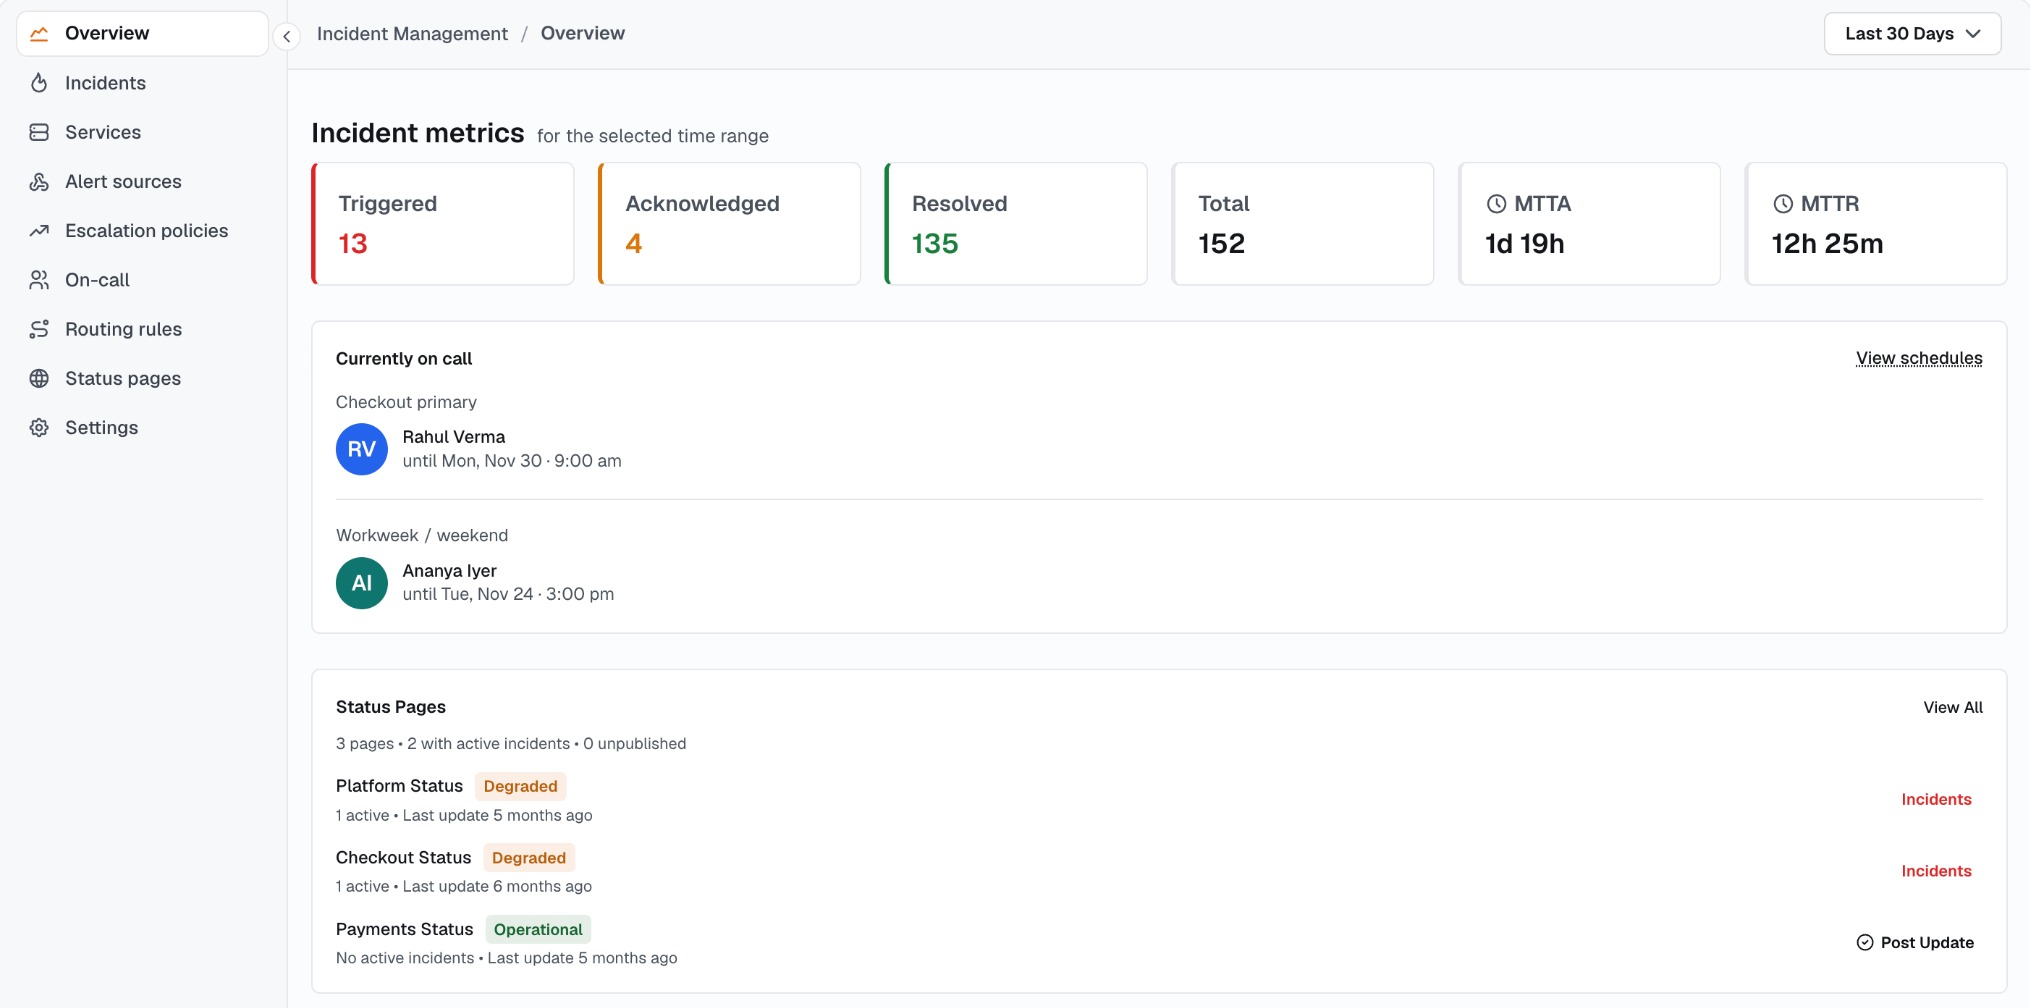 Overview
Incidents
Services
Alert sources
Escalation policies
On-call
Routing rules
Status pages
Settings
Incident Management / Overview
Last 30 Days
Incident metrics for the selected time range
Triggered
13
Acknowledged
4
Resolved
135
Total
152
MTTA
1d 19h
MTTR
12h 25m
Currently on call
View schedules
Checkout primary
RV
Rahul Verma
until Mon, Nov 30 · 9:00 am
Workweek / weekend
AI
Ananya Iyer
until Tue, Nov 24 · 3:00 pm
Status Pages
View All
3 pages • 2 with active incidents • 0 unpublished
Platform Status Degraded
1 active • Last update 5 months ago
Incidents
Checkout Status Degraded
1 active • Last update 6 months ago
Incidents
Payments Status Operational
No active incidents • Last update 5 months ago
Post Update